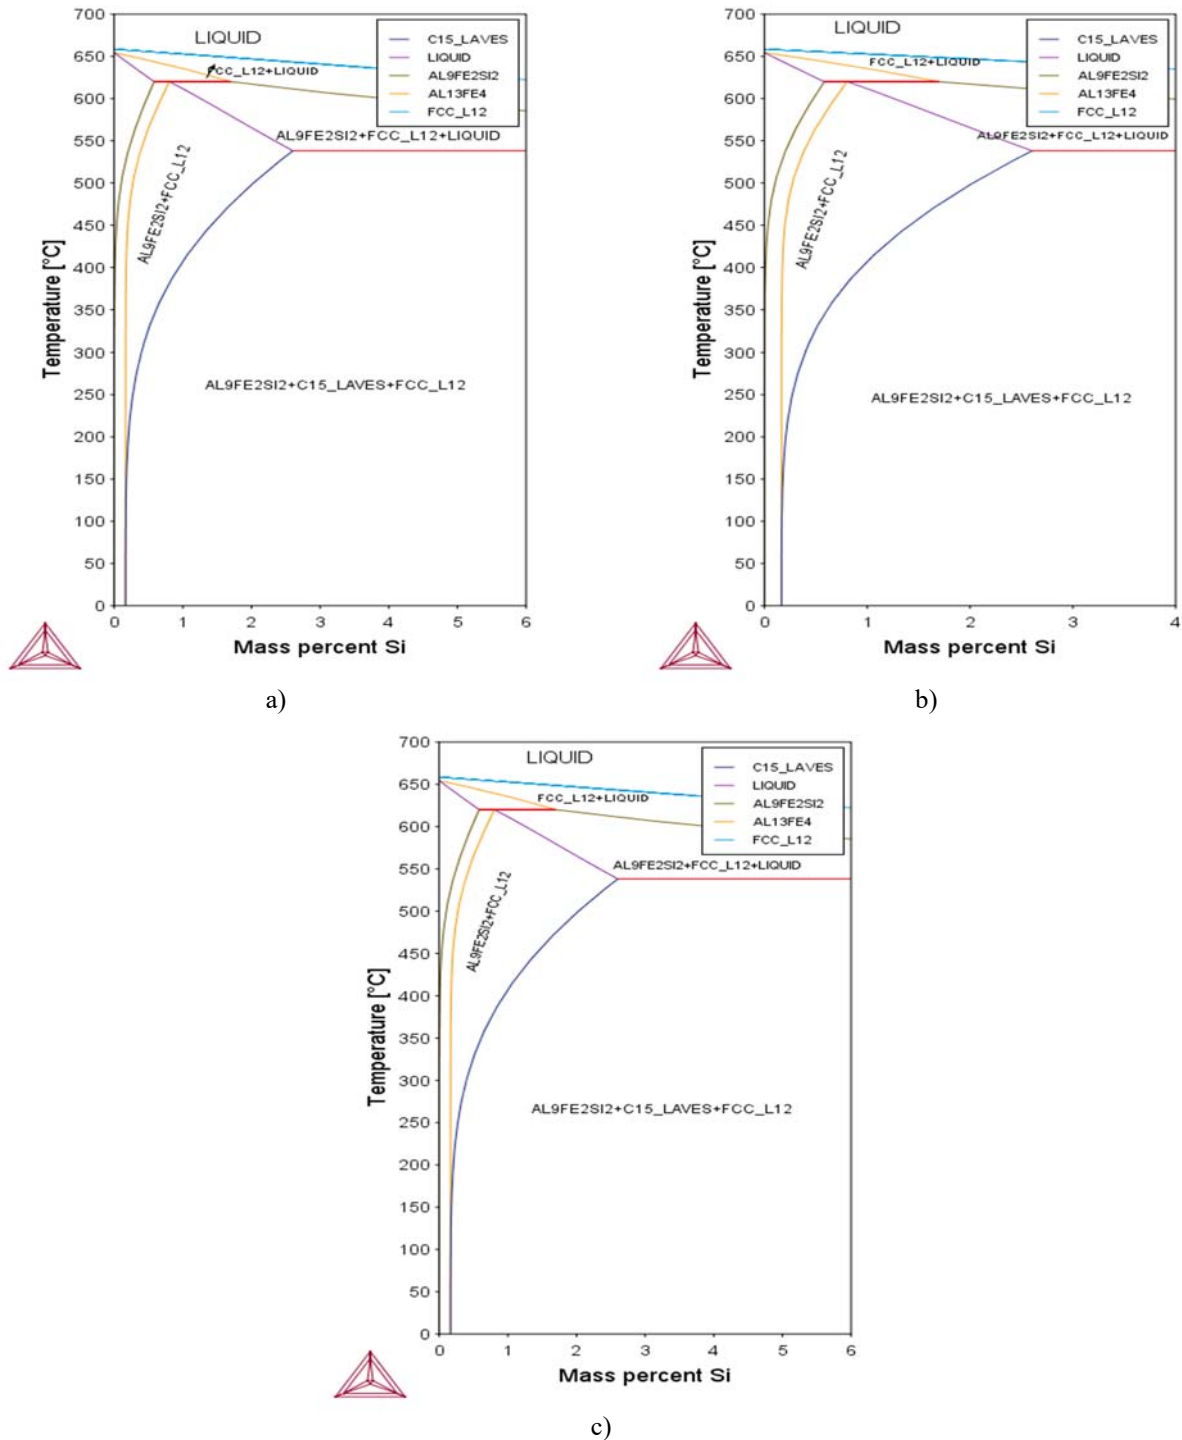 700
650
600
550
500
450
400
350
300
250
200
150
100
50
0
Temperature [°C]
LIQUID
C15_LAVES
LIQUID
AL9FE2SI2
AL13FE4
FCC_L12
CC_L12+LIQUID
AL9FE2SI2+FCC_L12+LIQUID
AL9FE2SI2+FCC_L12
AL9FE2SI2+C15_LAVES+FCC_L12
0 1 2 3 4 5 6
Mass percent Si
a)
700
650
600
550
500
450
400
350
300
250
200
150
100
50
0
Temperature [°C]
LIQUID
C15_LAVES
LIQUID
AL9FE2SI2
AL13FE4
FCC_L12
FCC_L12+LIQUID
AL9FE2SI2+FCC_L12+LIQUID
AL9FE2SI2+FCC_L12
AL9FE2SI2+C15_LAVES+FCC_L12
0 1 2 3 4
Mass percent Si
b)
700
650
600
550
500
450
400
350
300
250
200
150
100
50
0
Temperature [°C]
LIQUID
C15_LAVES
LIQUID
AL9FE2SI2
AL13FE4
FCC_L12
FCC_L12+LIQUID
AL9FE2SI2+FCC_L12+LIQUID
AL9FE2SI2+FCC_L12
AL9FE2SI2+C15_LAVES+FCC_L12
0 1 2 3 4 5 6
Mass percent Si
c)